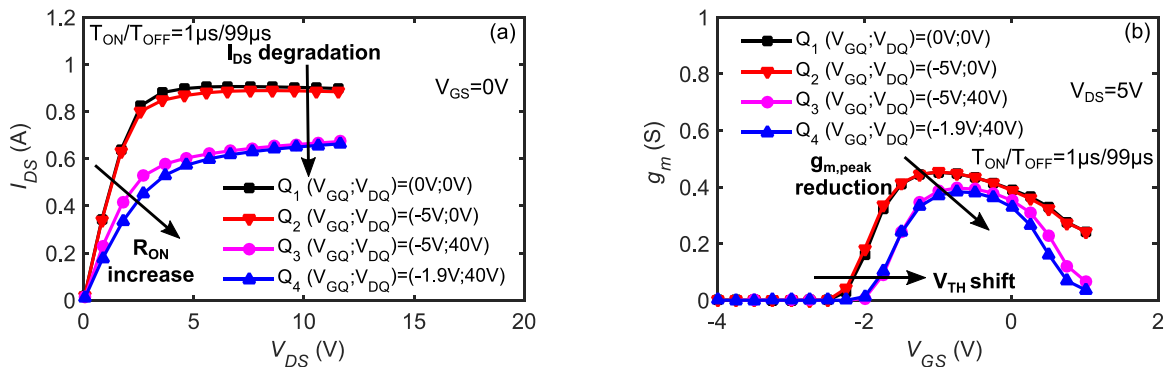 T_ON/T_OFF=1µs/99µs
(a)
I_DS degradation
V_GS=0V
Q_1 (V_GQ;V_DQ)=(0V;0V)
Q_2 (V_GQ;V_DQ)=(-5V;0V)
Q_3 (V_GQ;V_DQ)=(-5V;40V)
Q_4 (V_GQ;V_DQ)=(-1.9V;40V)
R_ON
increase
1.2
1
0.8
0.6
0.4
0.2
0
I_DS (A)
0 5 10 15 20
V_DS (V)
(b)
Q_1 (V_GQ;V_DQ)=(0V;0V)
Q_2 (V_GQ;V_DQ)=(-5V;0V)
Q_3 (V_GQ;V_DQ)=(-5V;40V)
Q_4 (V_GQ;V_DQ)=(-1.9V;40V)
V_DS=5V
g_m,peak
reduction
T_ON/T_OFF=1µs/99µs
V_TH shift
1
0.8
0.6
0.4
0.2
0
g_m (S)
-4 -2 0 2
V_GS (V)